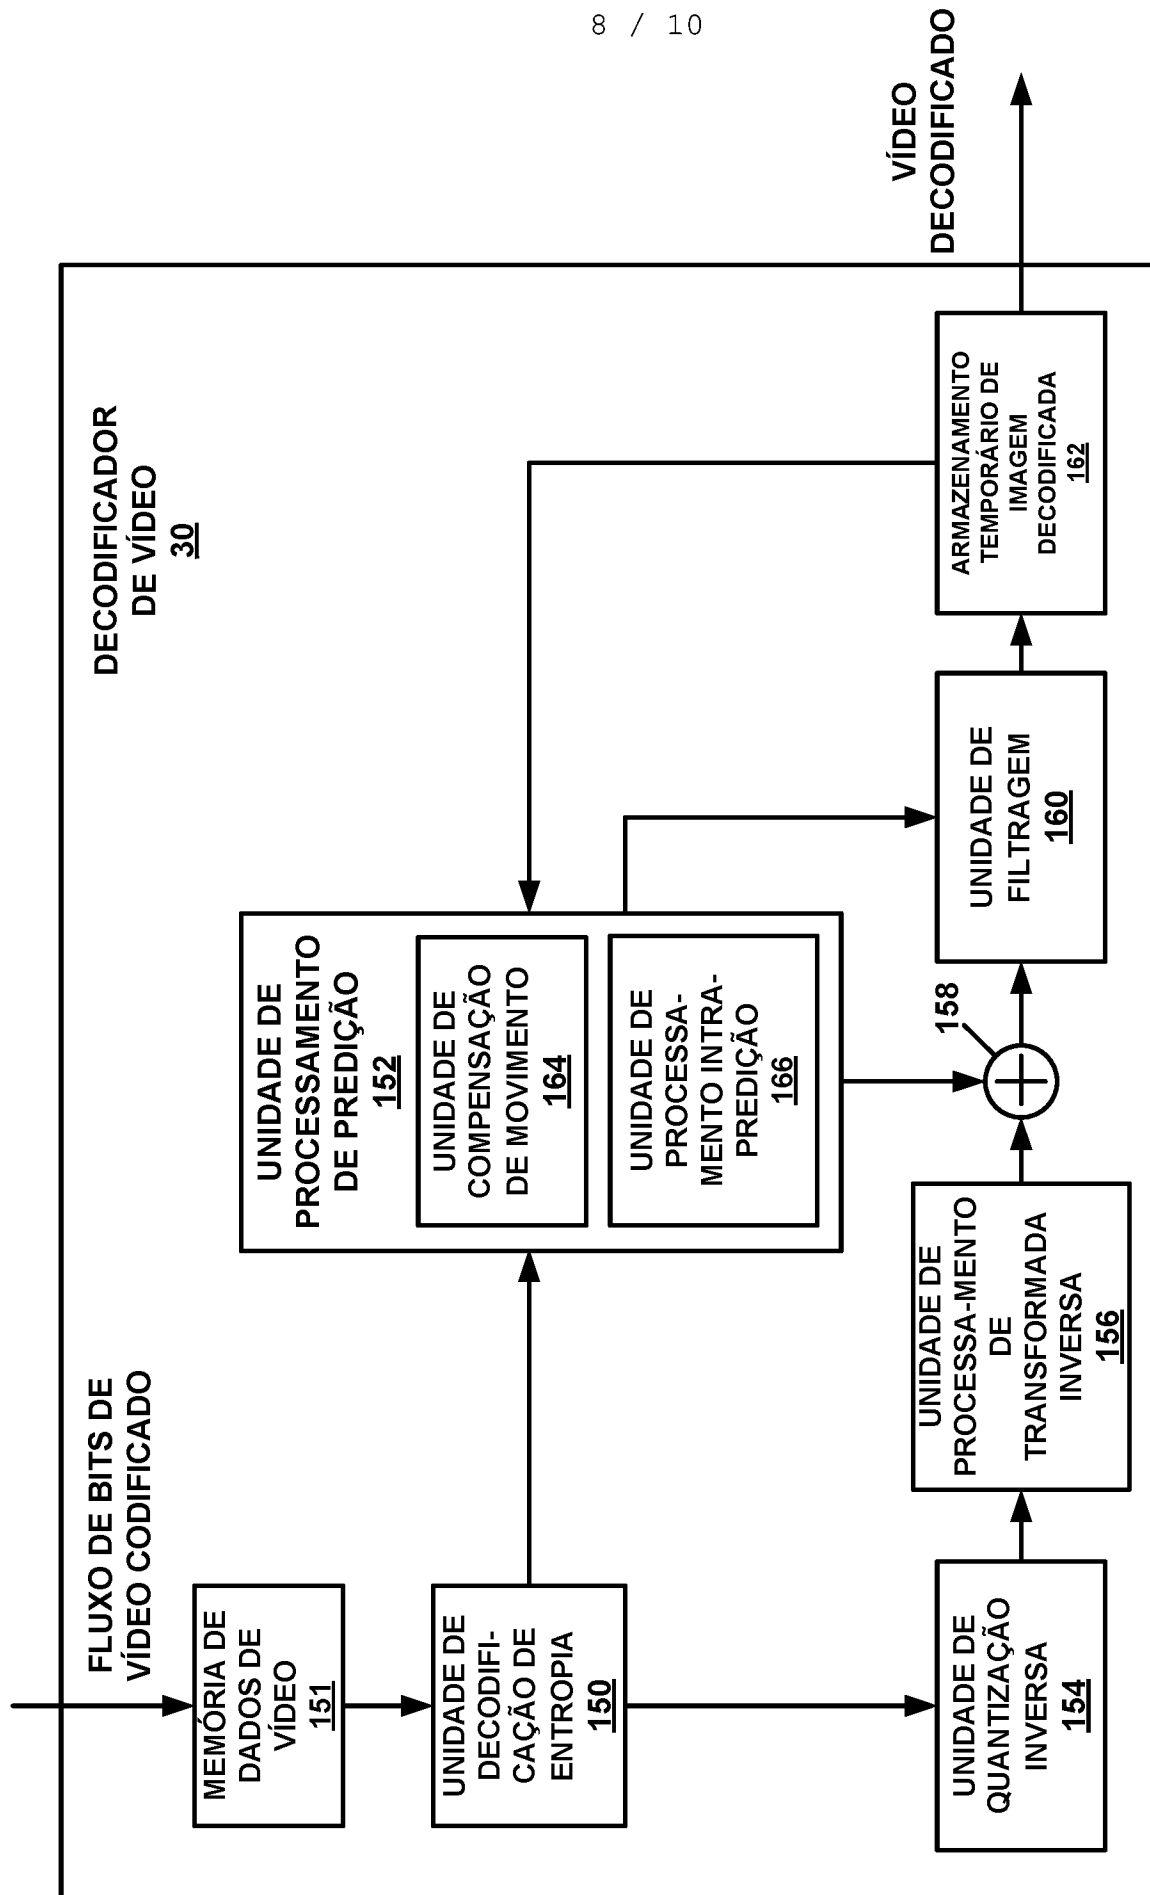 8 / 10
DECODIFICADOR
DE VÍDEO
30
FLUXO DE BITS DE
VÍDEO CODIFICADO
MEMÓRIA DE
DADOS DE
VÍDEO
151
UNIDADE DE
DECODIFI-
CAÇÃO DE
ENTROPIA
150
UNIDADE DE
PROCESSAMENTO
DE PREDIÇÃO
152
UNIDADE DE
COMPENSAÇÃO
DE MOVIMENTO
164
UNIDADE DE
PROCESSA-
MENTO INTRA-
PREDIÇÃO
166
UNIDADE DE
QUANTIZAÇÃO
INVERSA
154
UNIDADE DE
PROCESSA-MENTO
DE
TRANSFORMADA
INVERSA
156
158
UNIDADE DE
FILTRAGEM
160
ARMAZENAMENTO
TEMPORÁRIO DE
IMAGEM
DECODIFICADA
162
VÍDEO
DECODIFICADO